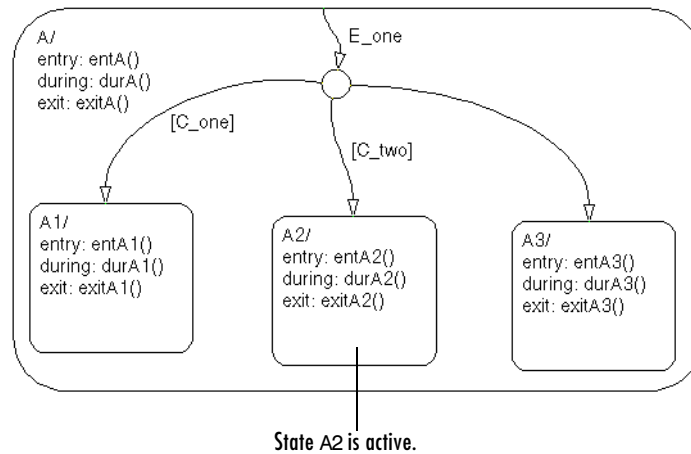 A/
entry: entA()
during: durA()
exit: exitA()
E_one
[C_one]
[C_two]
A1/
entry: entA1()
during: durA1()
exit: exitA1()
A2/
entry: entA2()
during: durA2()
exit: exitA2()
A3/
entry: entA3()
during: durA3()
exit: exitA3()
State A2 is active.